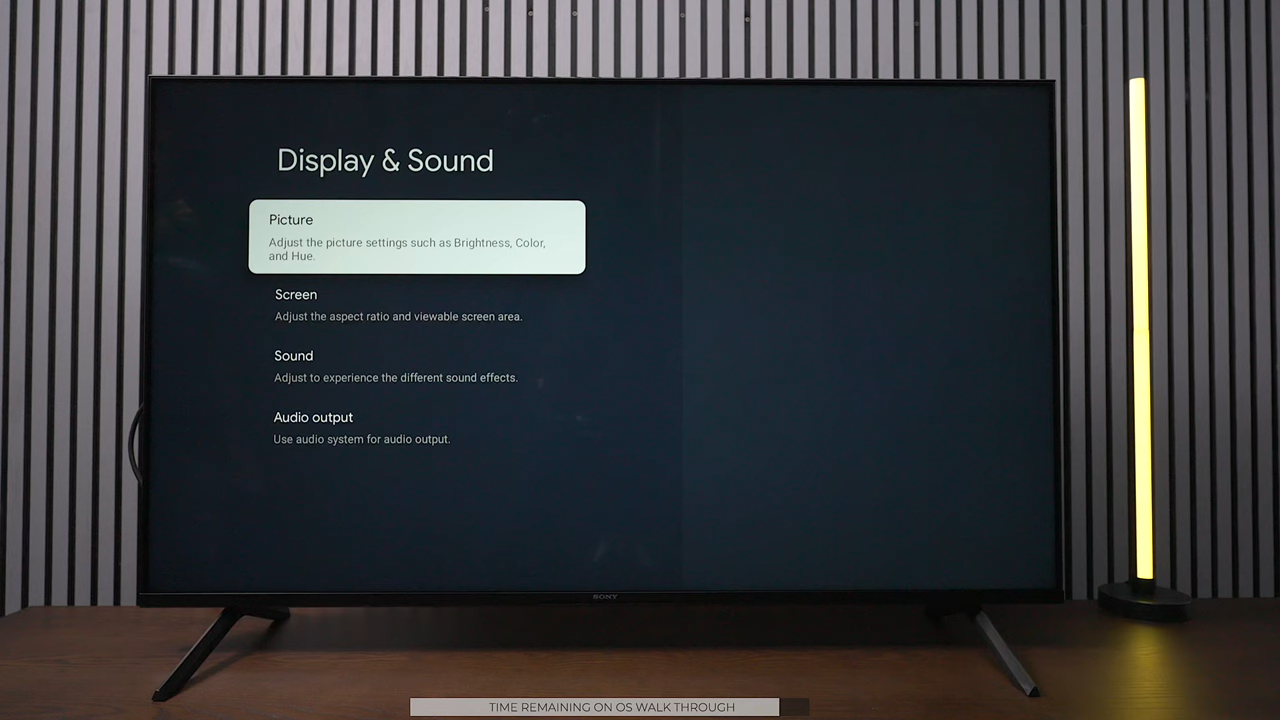 Display & Sound
Picture
Adjust the picture settings such as Brightness, Color,
and Hue.
Screen
Adjust the aspect ratio and viewable screen area.
Sound
Adjust to experience the different sound effects.
Audio output
Use audio system for audio output.
SONY
TIME REMAINING ON OS WALK THROUGH